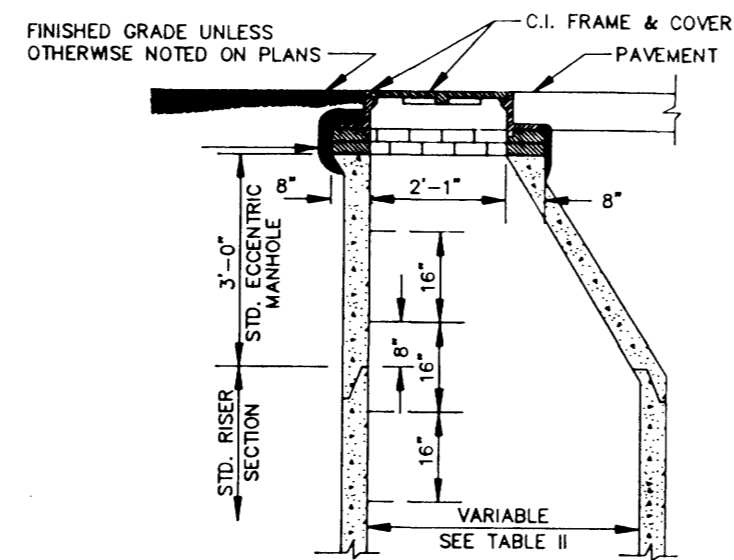 FINISHED GRADE UNLESS
OTHERWISE NOTED ON PLANS
C.I. FRAME & COVER
PAVEMENT
8"
2'-1"
8"
3'-0"
STD. ECCENTRIC
MANHOLE
16"
8"
16"
16"
STD. RISER
SECTION
VARIABLE
SEE TABLE II